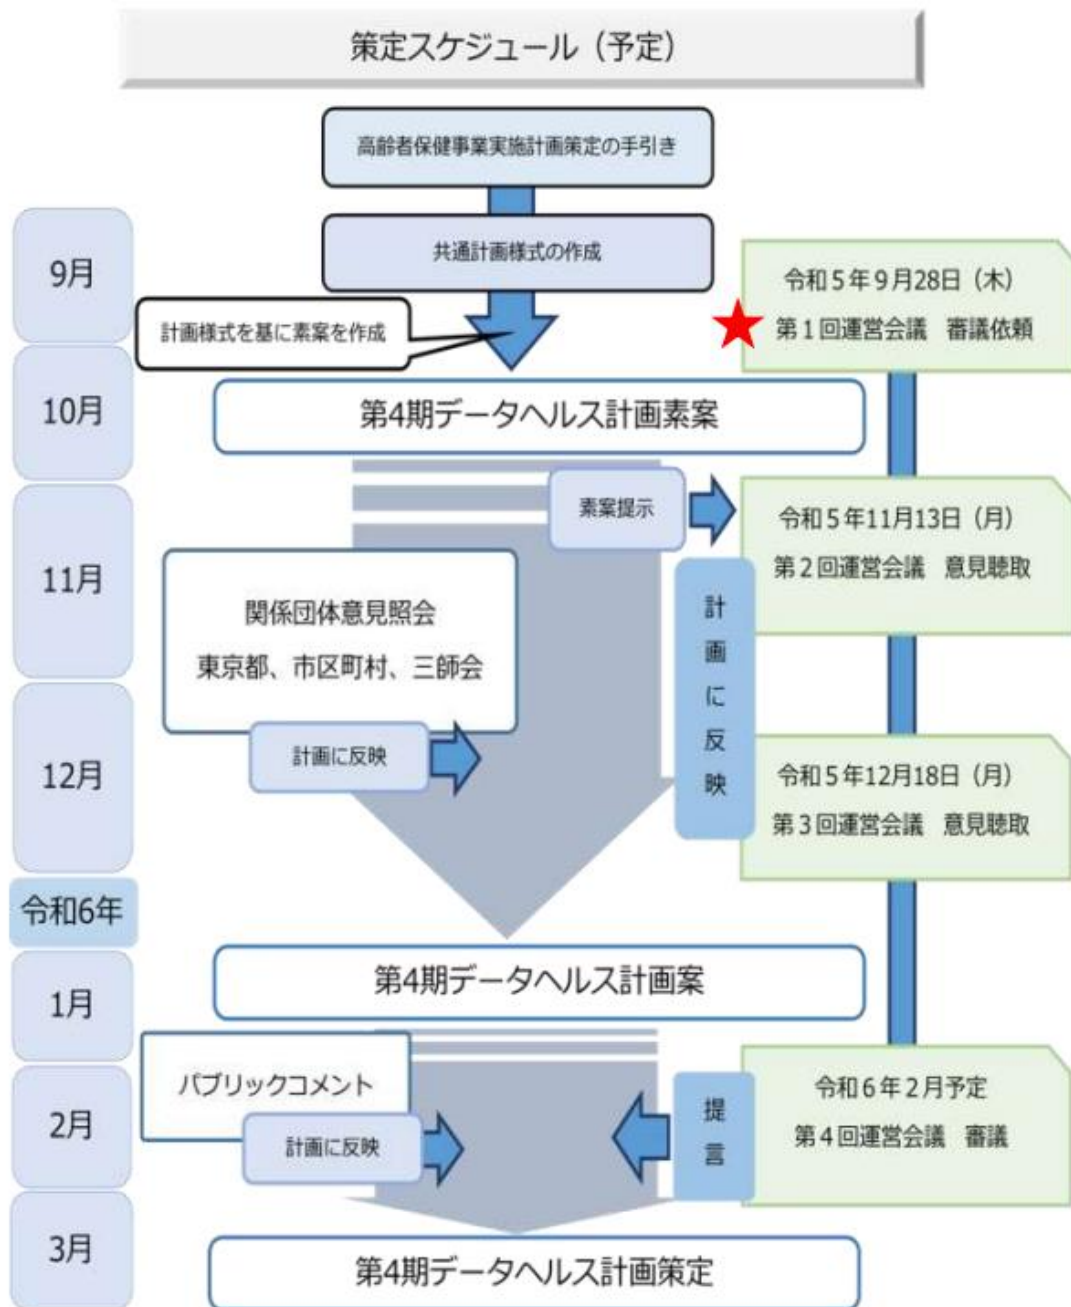 策定スケジュール（予定）
高齢者保健事業実施計画策定の手引き
9月
共通計画様式の作成
計画様式を基に素案を作成
令和５年９月28日（木）
第１回運営会議　審議依頼
10月
第4期データヘルス計画素案
11月
素案提示
令和５年11月13日（月）
第２回運営会議　意見聴取
関係団体意見照会
東京都、市区町村、三師会
計画に反映
計画に反映
12月
令和５年12月18日（月）
第３回運営会議　意見聴取
令和6年
1月
第4期データヘルス計画案
2月
パブリックコメント
計画に反映
提言
令和６年２月予定
第４回運営会議　審議
3月
第4期データヘルス計画策定